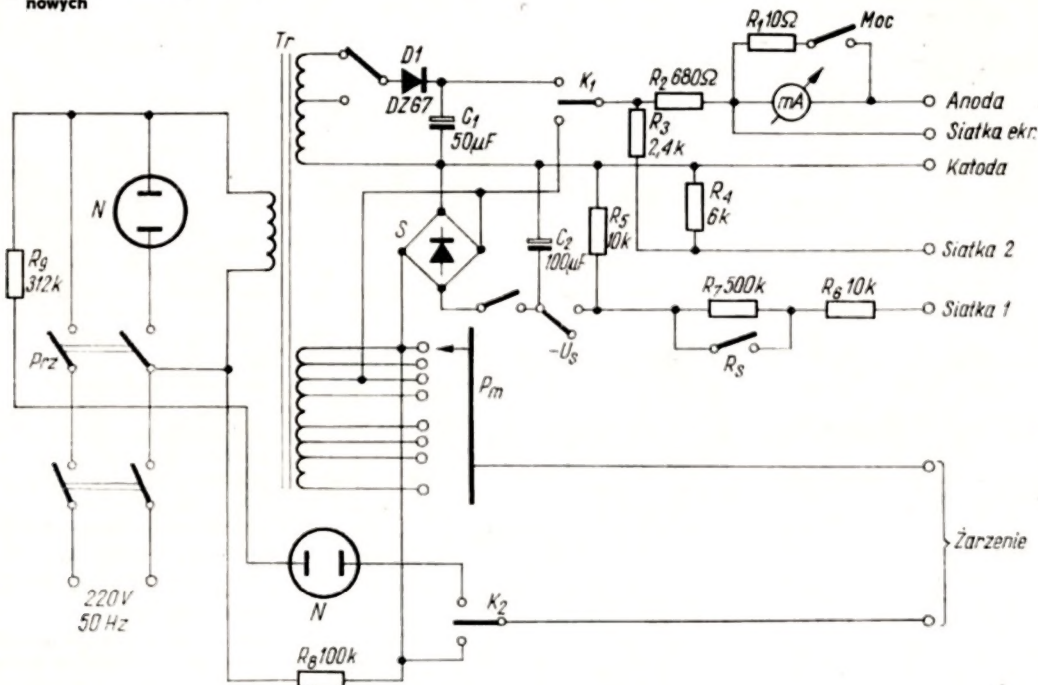 nowych
Tr
D1
DZ67
C1
50μF
K1
R1 10Ω
Moc
R2 680Ω
mA
Anoda
Siatka ekr.
R3
2,4k
Katoda
N
R9
312k
S
C2
100μF
R5
10k
R4
6k
Siatka 2
R7 500k
R6 10k
Siatka 1
Rs
-Us
Prz
Pm
220V
50 Hz
N
K2
Żarzenie
R8 100k